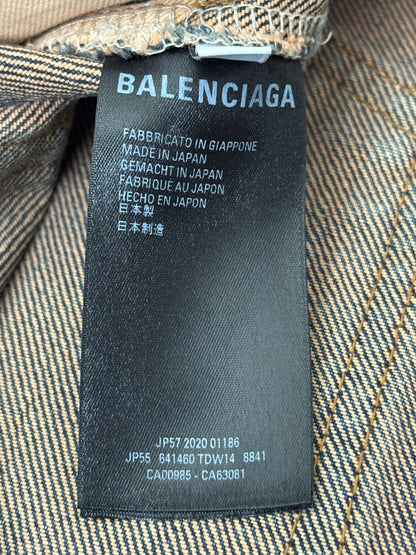 BALENCIAGA
FABBRICATO IN GIAPPONE
MADE IN JAPAN
GEMACHT IN JAPAN
FABRIQUE AU JAPON
HECHO EN JAPON
日本製
日本制造
JP57 2020 01186
JP55 641460 TDW14 8841
CA00985 - CA63081